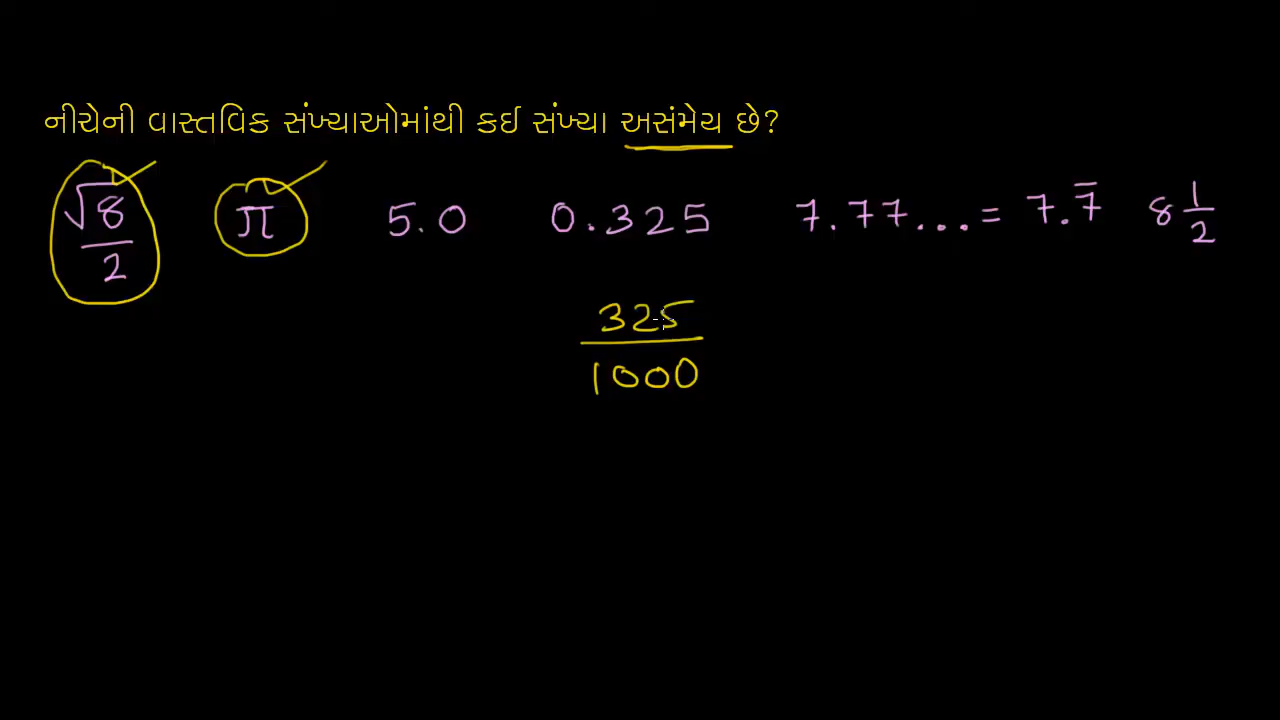 નીચેની વાસ્તવિક સંખ્યાઓમાંથી કઈ સંખ્યા અસંમેય છે?
√8/2 π 5.0 0.325 7.77... = 7.7̅ 8 1/2
325/1000